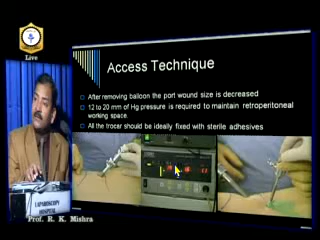 Live
Access Technique
After removing balloon the port wound size is decreased
12 to 20 mm of Hg pressure is required to maintain retroperitoneal
working space.
All the trocar should be ideally fixed with sterile adhesives
LAPAROSCOPY
HOSPITAL
Prof. R. K. Mishra